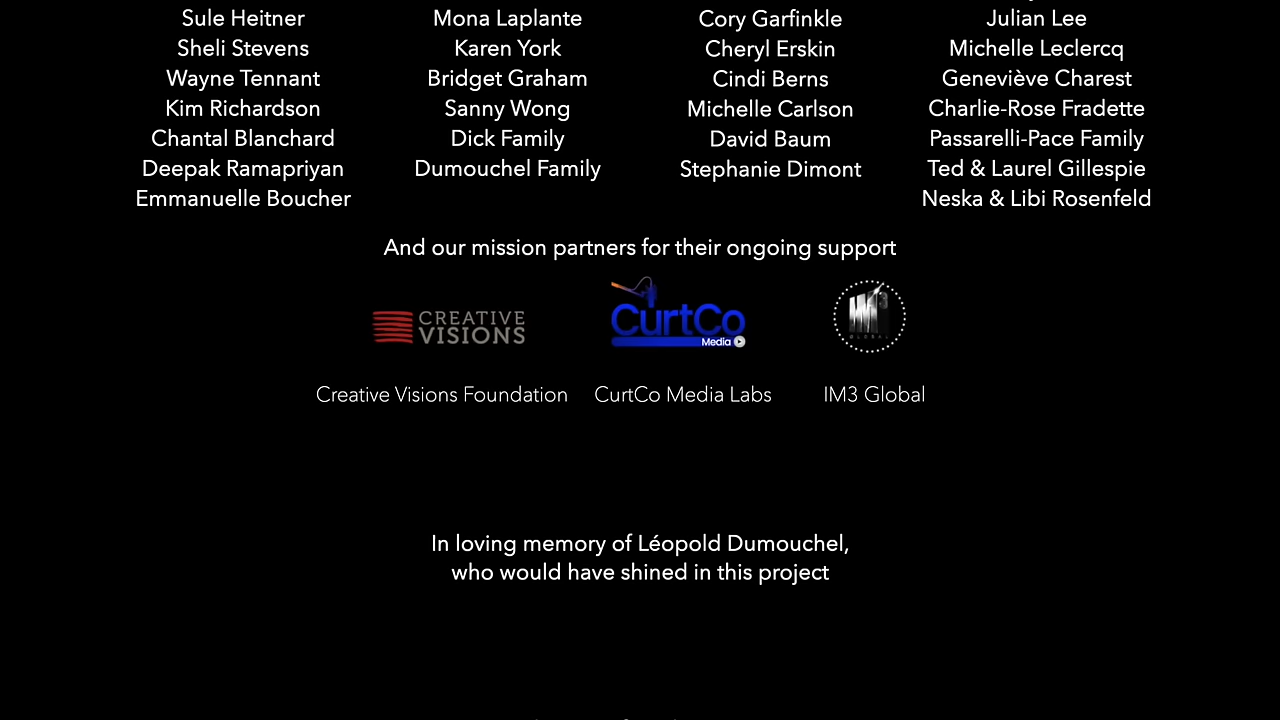 Sule Heitner
Sheli Stevens
Wayne Tennant
Kim Richardson
Chantal Blanchard
Deepak Ramapriyan
Emmanuelle Boucher
Mona Laplante
Karen York
Bridget Graham
Sanny Wong
Dick Family
Dumouchel Family
Cory Garfinkle
Cheryl Erskin
Cindi Berns
Michelle Carlson
David Baum
Stephanie Dimont
Julian Lee
Michelle Leclercq
Geneviève Charest
Charlie-Rose Fradette
Passarelli-Pace Family
Ted & Laurel Gillespie
Neska & Libi Rosenfeld
And our mission partners for their ongoing support
CREATIVE
VISIONS
CurtCo
Media
IM3
GLOBAL
Creative Visions Foundation
CurtCo Media Labs
IM3 Global
In loving memory of Léopold Dumouchel,
who would have shined in this project